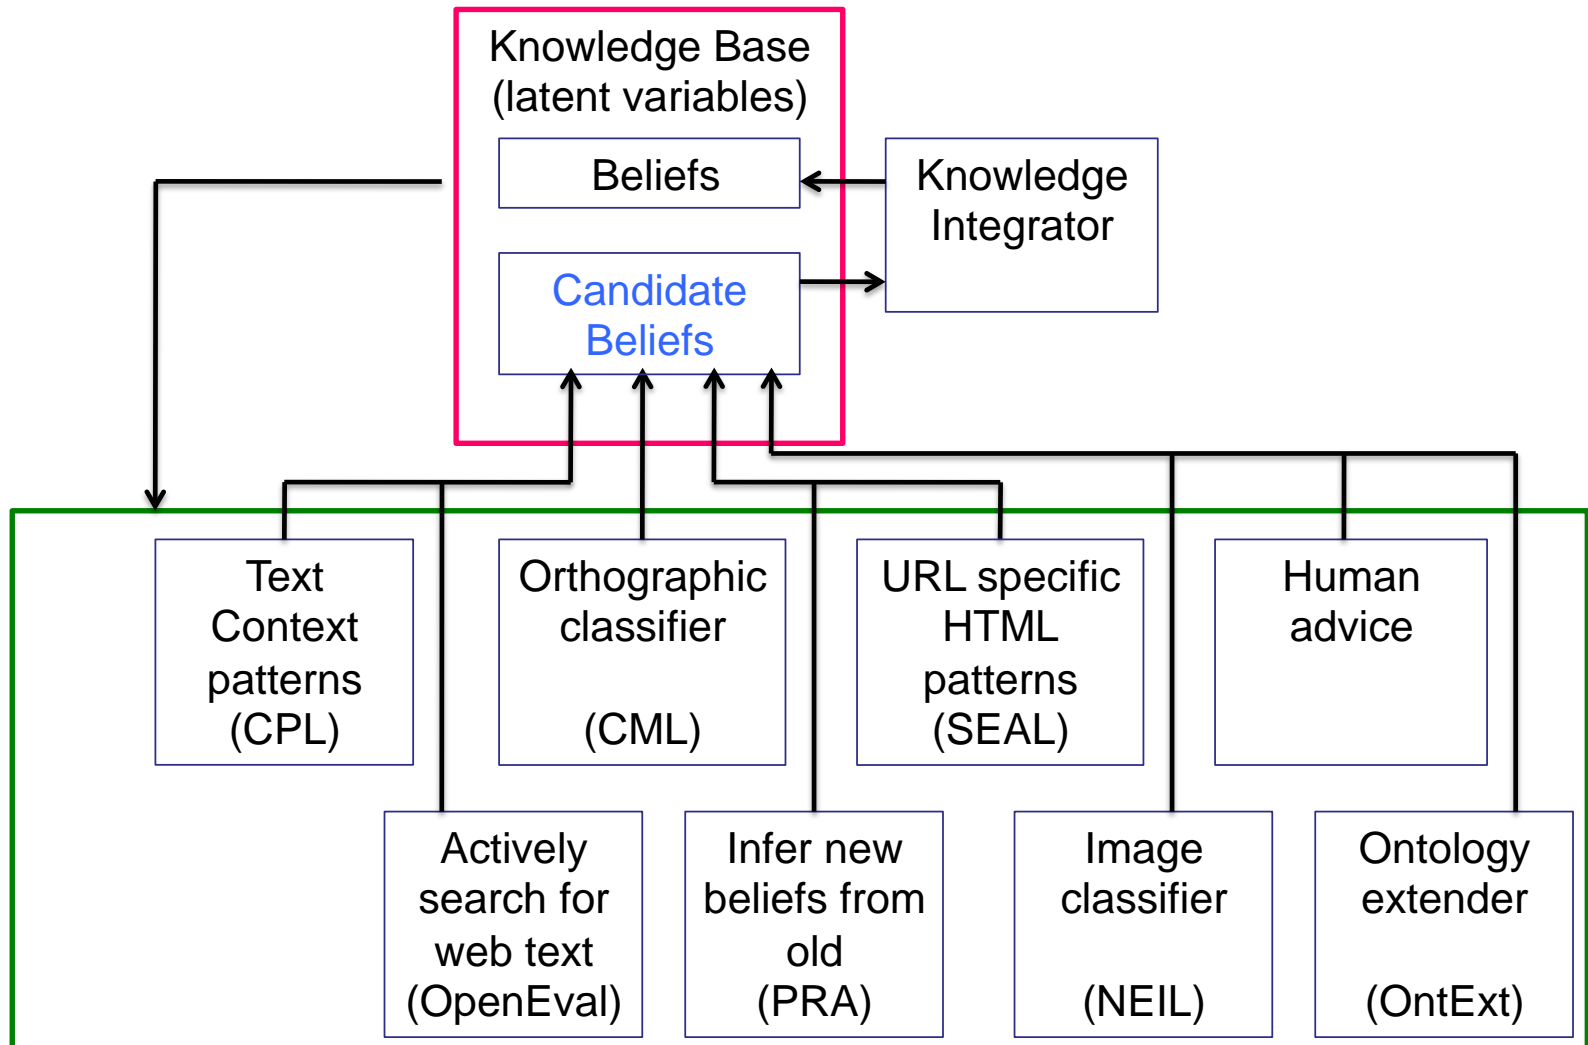 Knowledge Base
(latent variables)
Beliefs
Knowledge
Integrator
Candidate
Beliefs
Text
Context
patterns
(CPL)
Orthographic
classifier
(CML)
URL specific
HTML
patterns
(SEAL)
Human
advice
Actively
search for
web text
(OpenEval)
Infer new
beliefs from
old
(PRA)
Image
classifier
(NEIL)
Ontology
extender
(OntExt)